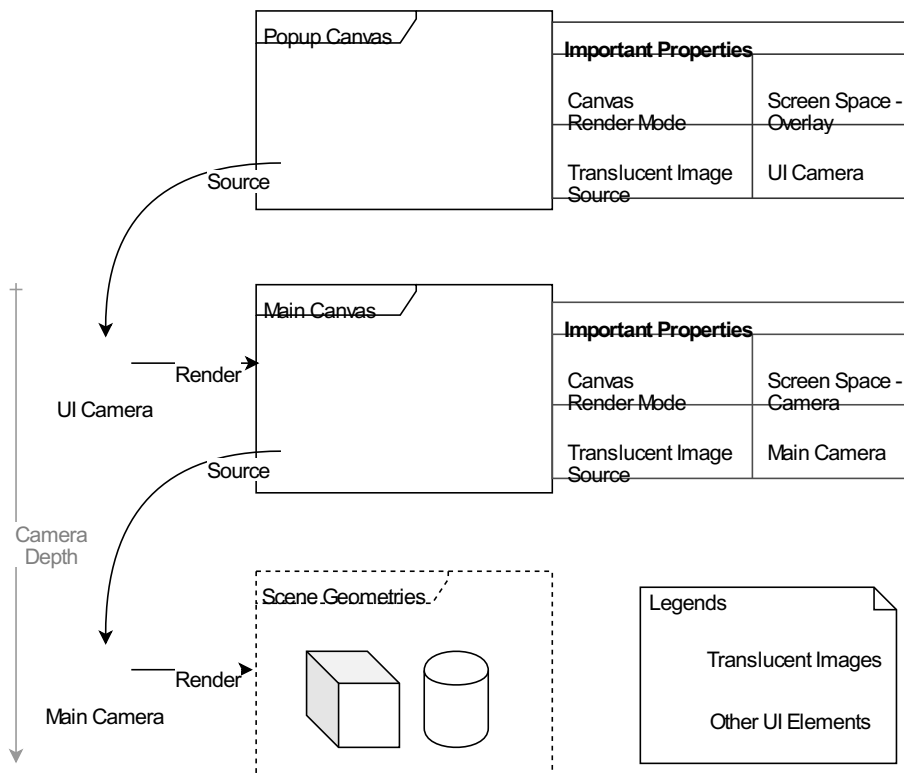 Popup Canvas
Important Properties
Canvas
Render Mode
Screen Space -
Overlay
Translucent Image
Source
UI Camera
Source
Main Canvas
Important Properties
Canvas
Render Mode
Screen Space -
Camera
Translucent Image
Source
Main Camera
Render
UI Camera
Source
Camera
Depth
Scene Geometries
Render
Main Camera
Legends
Translucent Images
Other UI Elements